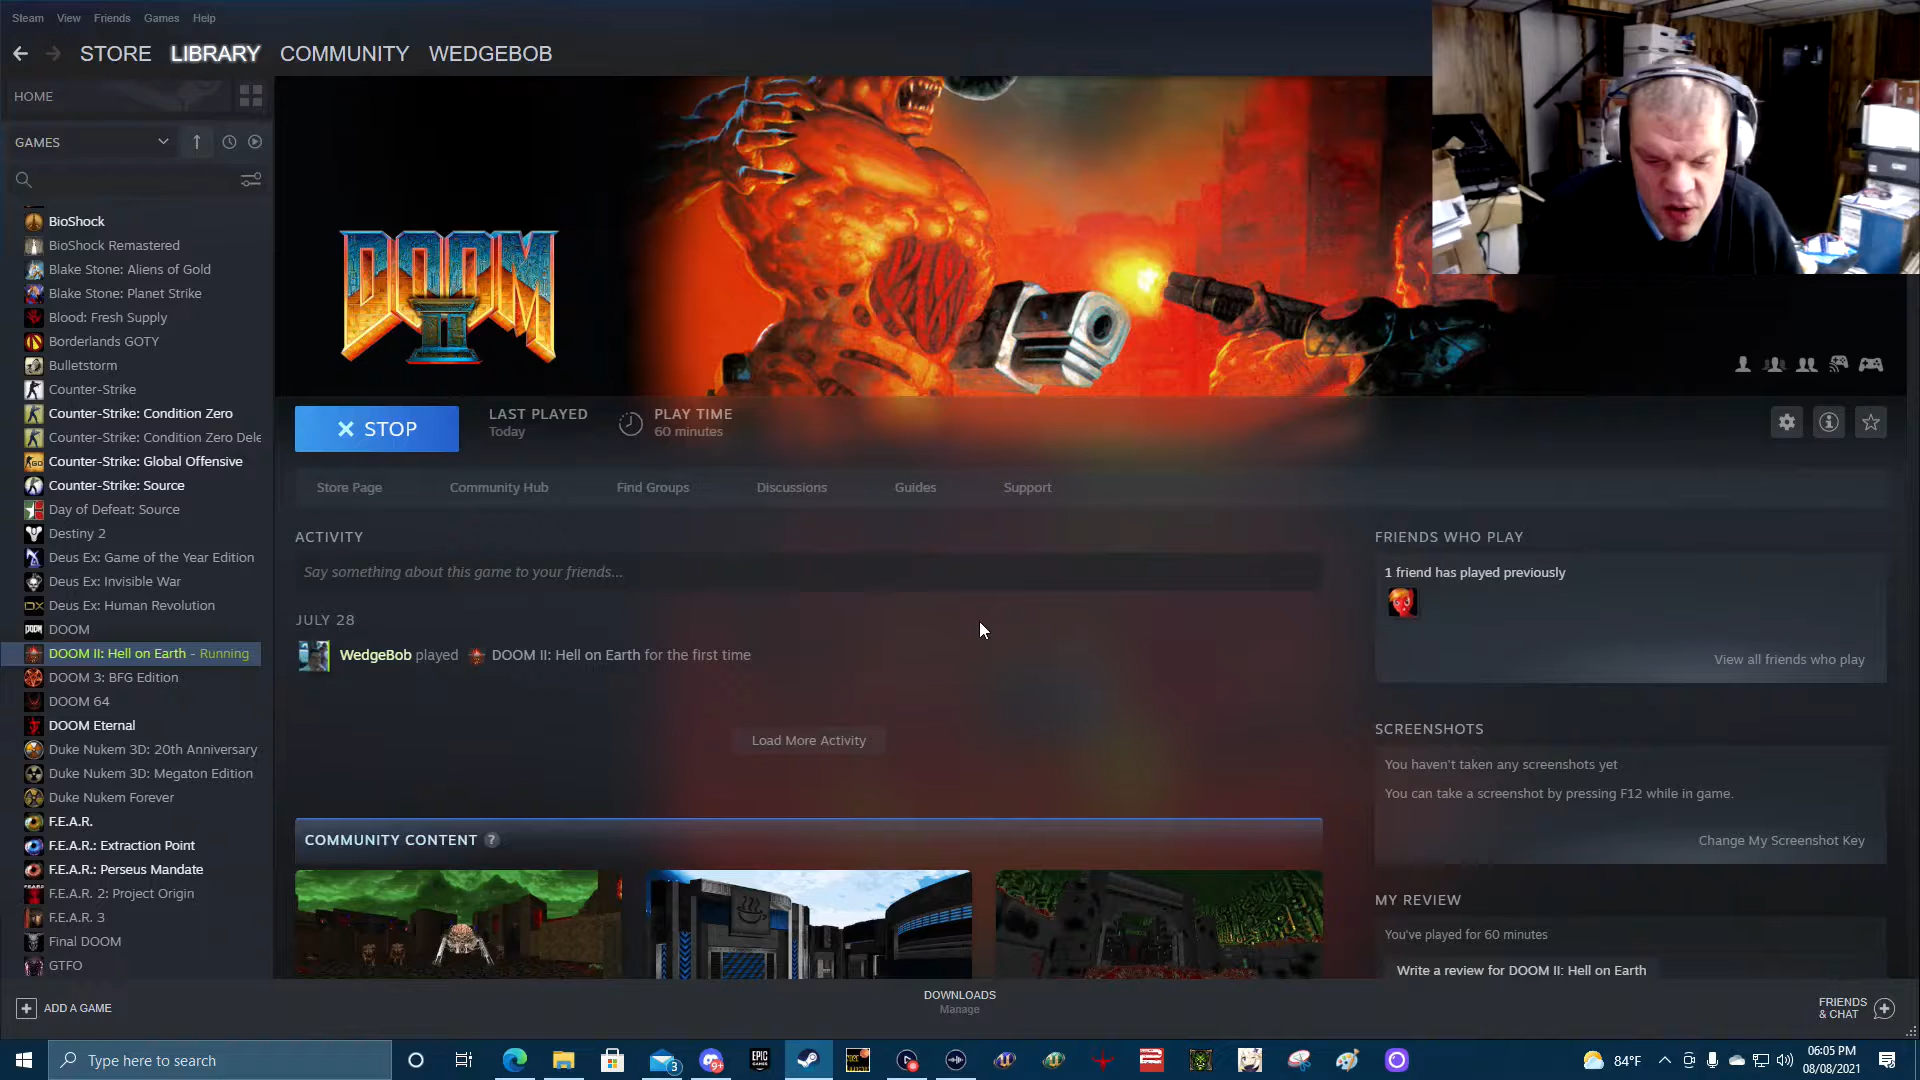 Steam View Friends Games Help
STORE LIBRARY COMMUNITY WEDGEBOB
HOME
GAMES
BioShock
BioShock Remastered
Blake Stone: Aliens of Gold
Blake Stone: Planet Strike
Blood: Fresh Supply
Borderlands GOTY
Bulletstorm
Counter-Strike
Counter-Strike: Condition Zero
Counter-Strike: Condition Zero Dele
Counter-Strike: Global Offensive
Counter-Strike: Source
Day of Defeat: Source
Destiny 2
Deus Ex: Game of the Year Edition
Deus Ex: Invisible War
Deus Ex: Human Revolution
DOOM
DOOM II: Hell on Earth - Running
DOOM 3: BFG Edition
DOOM 64
DOOM Eternal
Duke Nukem 3D: 20th Anniversary
Duke Nukem 3D: Megaton Edition
Duke Nukem Forever
F.E.A.R.
F.E.A.R.: Extraction Point
F.E.A.R.: Perseus Mandate
F.E.A.R. 2: Project Origin
F.E.A.R. 3
Final DOOM
GTFO
ADD A GAME
DOOM
II
STOP
LAST PLAYED
Today
PLAY TIME
60 minutes
Store Page Community Hub Find Groups Discussions Guides Support
ACTIVITY
Say something about this game to your friends...
JULY 28
WedgeBob played DOOM II: Hell on Earth for the first time
Load More Activity
COMMUNITY CONTENT ?
FRIENDS WHO PLAY
1 friend has played previously
View all friends who play
SCREENSHOTS
You haven't taken any screenshots yet
You can take a screenshot by pressing F12 while in game.
Change My Screenshot Key
MY REVIEW
You've played for 60 minutes
Write a review for DOOM II: Hell on Earth
DOWNLOADS
Manage
FRIENDS
& CHAT
Type here to search
3
9+
EPIC
GAMES
84°F
06:05 PM
08/08/2021